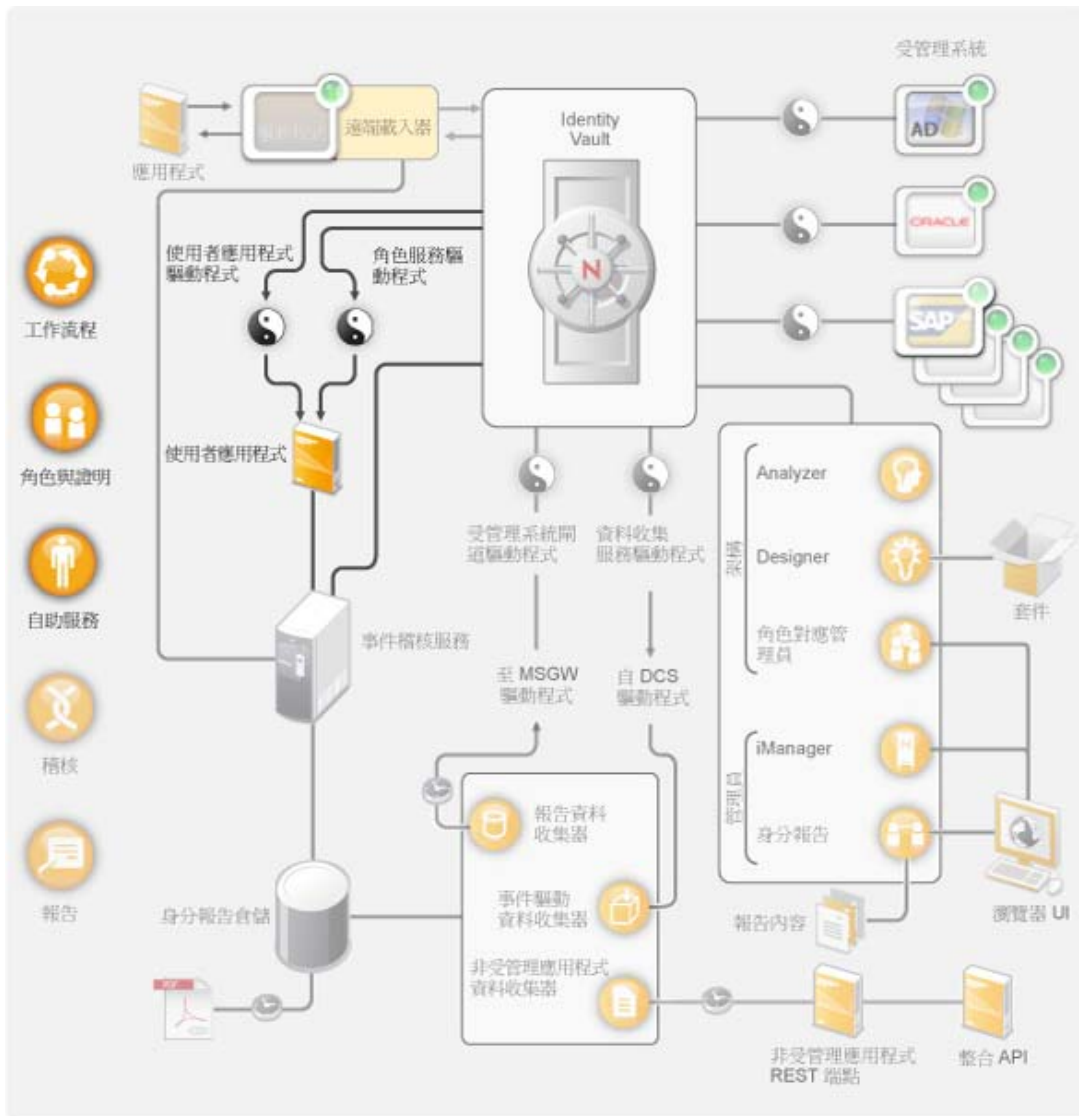 受管理系統
Identity
Vault
遠端載入器
AD
應用程式
ORACLE
使用者應用程式
驅動程式
角色服務驅
動程式
N
工作流程
SAP
角色與證明
使用者應用程式
Analyzer
受管理系統閘
道驅動程式
資料收集
服務驅動程式
架構
Designer
套件
自助服務
事件稽核服務
角色對應管
理員
至 MSGW
驅動程式
自 DCS
驅動程式
稽核
iManager
管理員
報告資料
收集器
身分報告
報告
身分報告倉儲
事件驅動
資料收集器
報告內容
瀏覽器 UI
非受管理應用程式
資料收集器
PDF
非受管理應用程式
REST 端點
整合 API